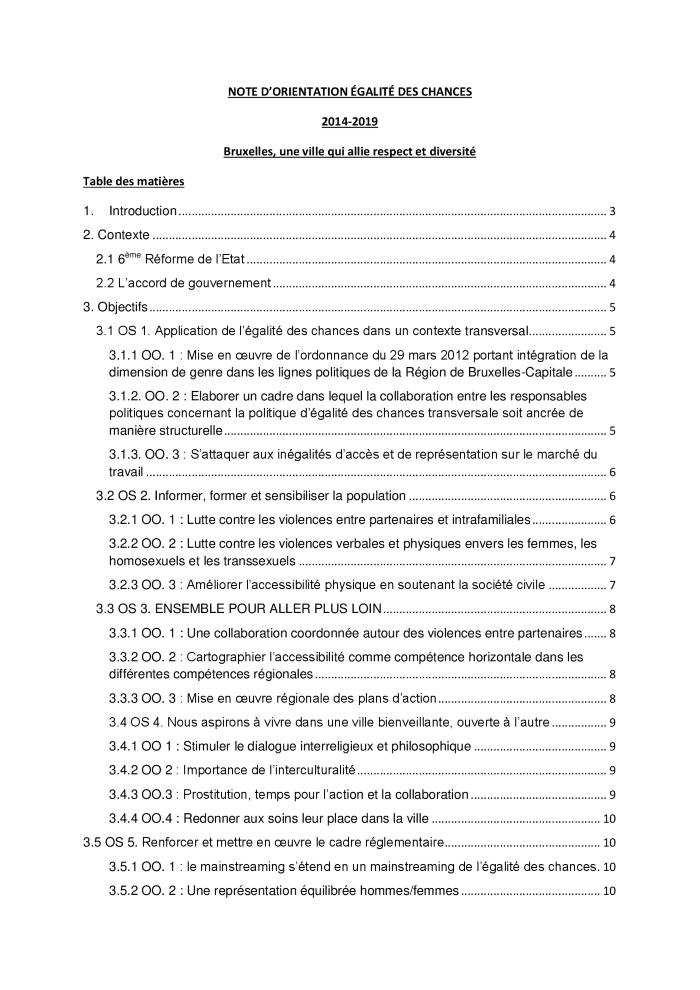 NOTE D'ORIENTATION ÉGALITÉ DES CHANCES
2014-2019
Bruxelles, une ville qui allie respect et diversité
Table des matières
1. Introduction 3
2. Contexte 4
2.1 6ème Réforme de l'Etat 4
2.2 L'accord de gouvernement 4
3. Objectifs 5
3.1 OS 1. Application de l'égalité des chances dans un contexte transversal 5
3.1.1 OO. 1 : Mise en œuvre de l'ordonnance du 29 mars 2012 portant intégration de la
dimension de genre dans les lignes politiques de la Région de Bruxelles-Capitale 5
3.1.2. OO. 2 : Elaborer un cadre dans lequel la collaboration entre les responsables
politiques concernant la politique d'égalité des chances transversale soit ancrée de
manière structurelle 5
3.1.3. OO. 3 : S'attaquer aux inégalités d'accès et de représentation sur le marché du
travail 6
3.2 OS 2. Informer, former et sensibiliser la population 6
3.2.1 OO. 1 : Lutte contre les violences entre partenaires et intrafamiliales 6
3.2.2 OO. 2 : Lutte contre les violences verbales et physiques envers les femmes, les
homosexuels et les transsexuels 7
3.2.3 OO. 3 : Améliorer l'accessibilité physique en soutenant la société civile 7
3.3 OS 3. ENSEMBLE POUR ALLER PLUS LOIN 8
3.3.1 OO. 1 : Une collaboration coordonnée autour des violences entre partenaires 8
3.3.2 OO. 2 : Cartographier l'accessibilité comme compétence horizontale dans les
différentes compétences régionales 8
3.3.3 OO. 3 : Mise en œuvre régionale des plans d'action 8
3.4 OS 4. Nous aspirons à vivre dans une ville bienveillante, ouverte à l'autre 9
3.4.1 OO 1 : Stimuler le dialogue interreligieux et philosophique 9
3.4.2 OO 2 : Importance de l'interculturalité 9
3.4.3 OO.3 : Prostitution, temps pour l'action et la collaboration 9
3.4.4 OO.4 : Redonner aux soins leur place dans la ville 10
3.5 OS 5. Renforcer et mettre en œuvre le cadre réglementaire 10
3.5.1 OO. 1 : le mainstreaming s'étend en un mainstreaming de l'égalité des chances. 10
3.5.2 OO. 2 : Une représentation équilibrée hommes/femmes 10